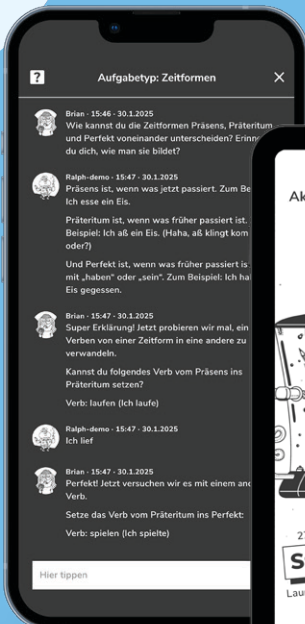 ?
Aufgabetyp: Zeitformen
×
Brian - 15:46 - 30.1.2025
Wie kannst du die Zeitformen Präsens, Präteritum
und Perfekt voneinander unterscheiden?
du dich, wie man sie bildet?
Ralph-demo - 15:47 - 30.1.2025
Präsens ist, wenn was jetzt passiert. Zum
Ich esse ein Eis.
Präteritum ist, wenn was früher passiert ist.
Beispiel: Ich aß ein Eis. (Haha, aß klingt
oder?)
Und Perfekt ist, wenn was früher passiert
mit „haben" oder „sein". Zum Beispiel: Ich
Eis gegessen.
Brian - 15:47 - 30.1.2025
Super Erklärung! Jetzt probieren wir mal, ein
Verben von einer Zeitform in eine andere zu
verwandeln.
Kannst du folgendes Verb vom Präsens ins
Präteritum setzen?
Verb: laufen (Ich laufe)
Ralph-demo - 15:47 - 30.1.2025
Ich lief
Brian - 15:47 - 30.1.2025
Perfekt! Jetzt versuchen wir es mit einem
Verb.
Setze das Verb vom Präteritum ins Perfekt:
Verb: spielen (Ich spielte)
Hier tippen